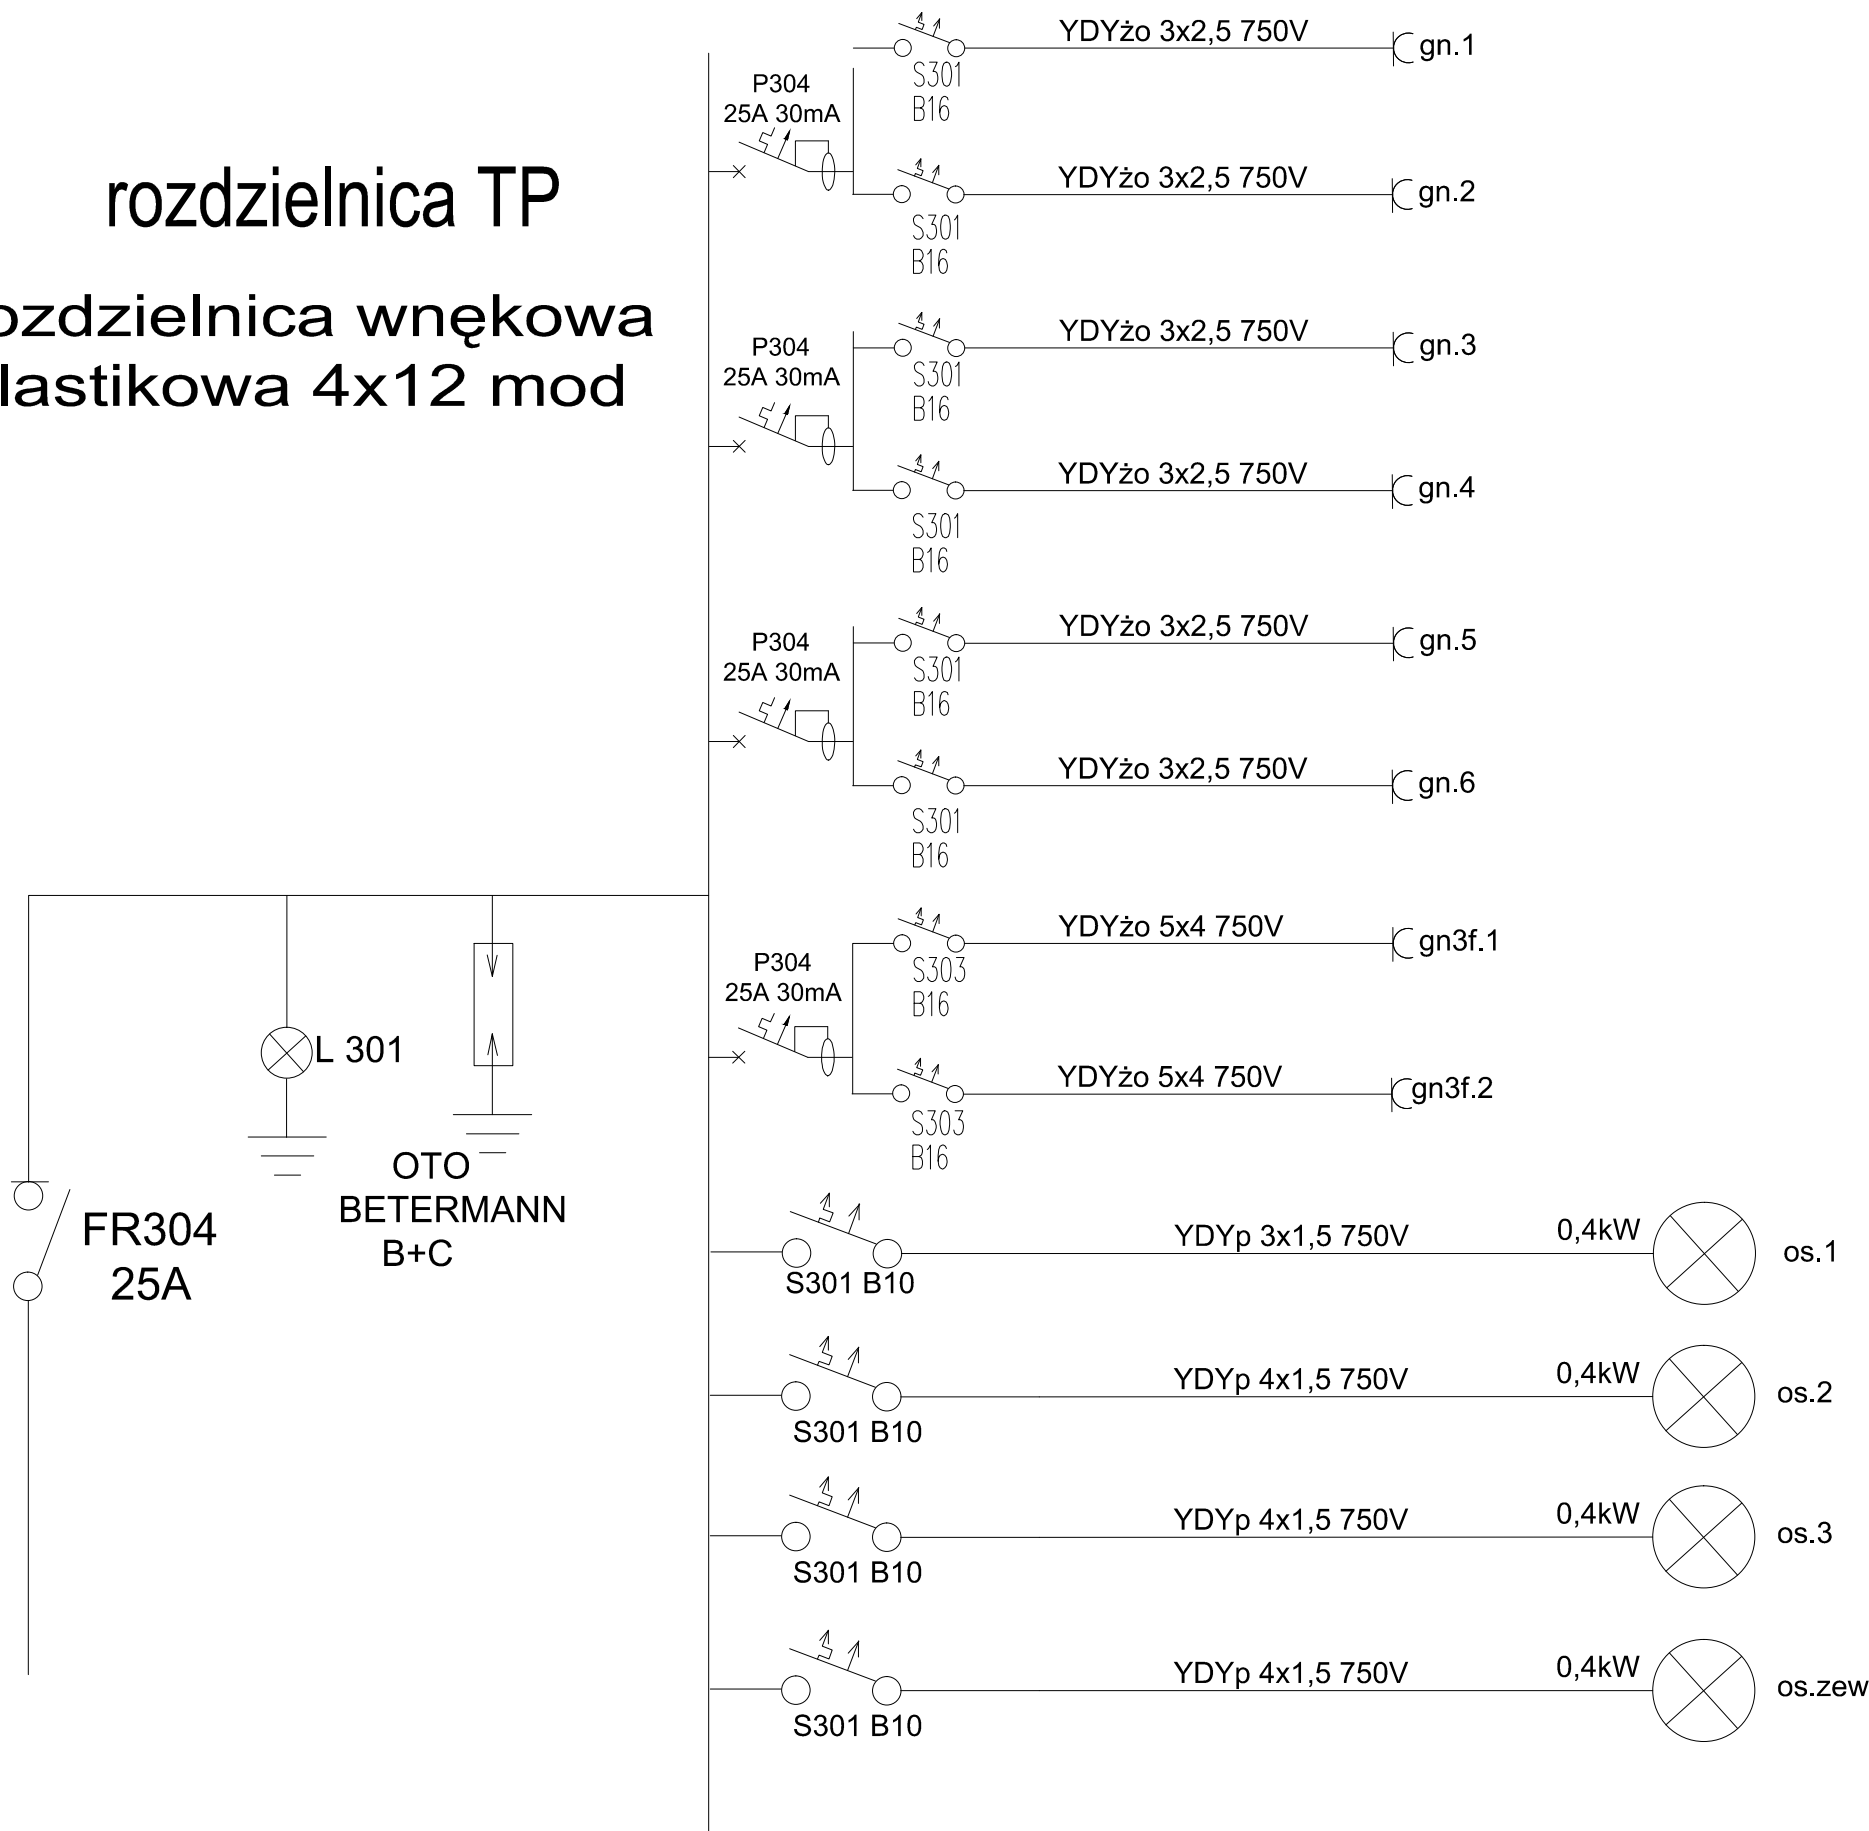 rozdzielnica TP
ozdzielnica wnękowa
lastikowa 4x12 mod
P304
25A 30mA
S301
B16
YDYżo 3x2,5 750V
gn.1
S301
B16
YDYżo 3x2,5 750V
gn.2
P304
25A 30mA
S301
B16
YDYżo 3x2,5 750V
gn.3
S301
B16
YDYżo 3x2,5 750V
gn.4
P304
25A 30mA
S301
B16
YDYżo 3x2,5 750V
gn.5
S301
B16
YDYżo 3x2,5 750V
gn.6
P304
25A 30mA
S303
B16
YDYżo 5x4 750V
gn3f.1
S303
B16
YDYżo 5x4 750V
gn3f.2
L 301
OTO
BETERMANN
B+C
FR304
25A
S301 B10
YDYp 3x1,5 750V
0,4kW
os.1
S301 B10
YDYp 4x1,5 750V
0,4kW
os.2
S301 B10
YDYp 4x1,5 750V
0,4kW
os.3
S301 B10
YDYp 4x1,5 750V
0,4kW
os.zew